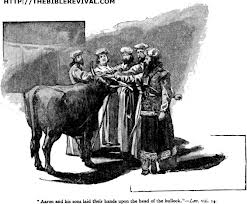 HTTP://THEBIBLEREVIVAL.COM
" Aaron and his sons laid their hands upon the head of the bullock."—Lev. viii. 14.